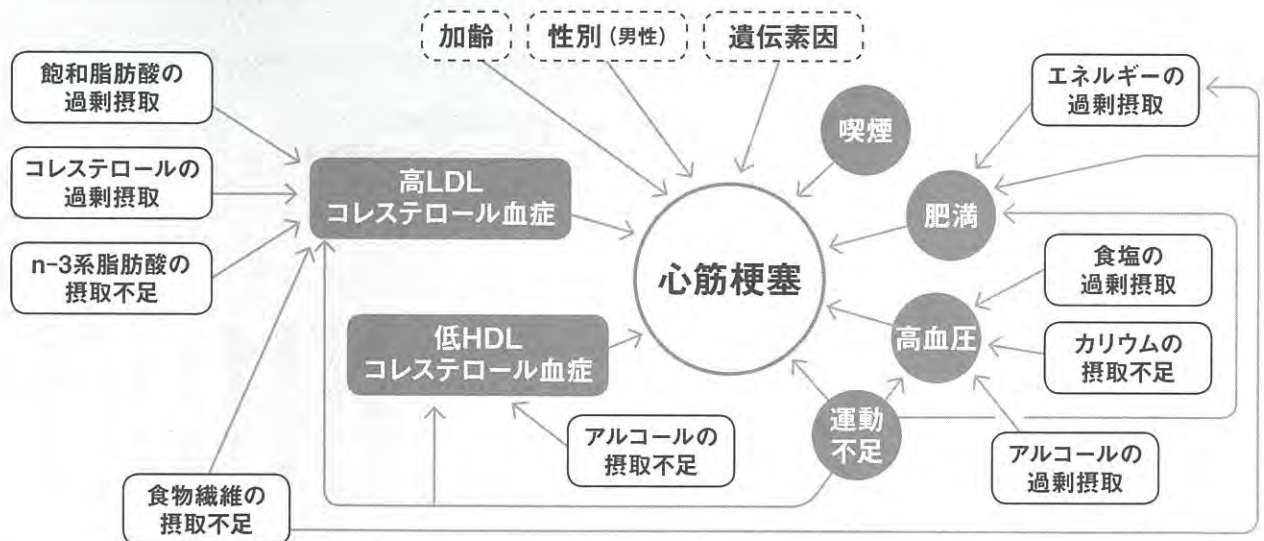 加齢
性別 (男性)
遺伝素因
飽和脂肪酸の
過剰摂取
エネルギーの
過剰摂取
喫煙
コレステロールの
過剰摂取
高LDL
コレステロール血症
肥満
n-3系脂肪酸の
摂取不足
心筋梗塞
食塩の
過剰摂取
低HDL
コレステロール血症
高血圧
カリウムの
摂取不足
アルコールの
摂取不足
運動
不足
アルコールの
過剰摂取
食物繊維の
摂取不足